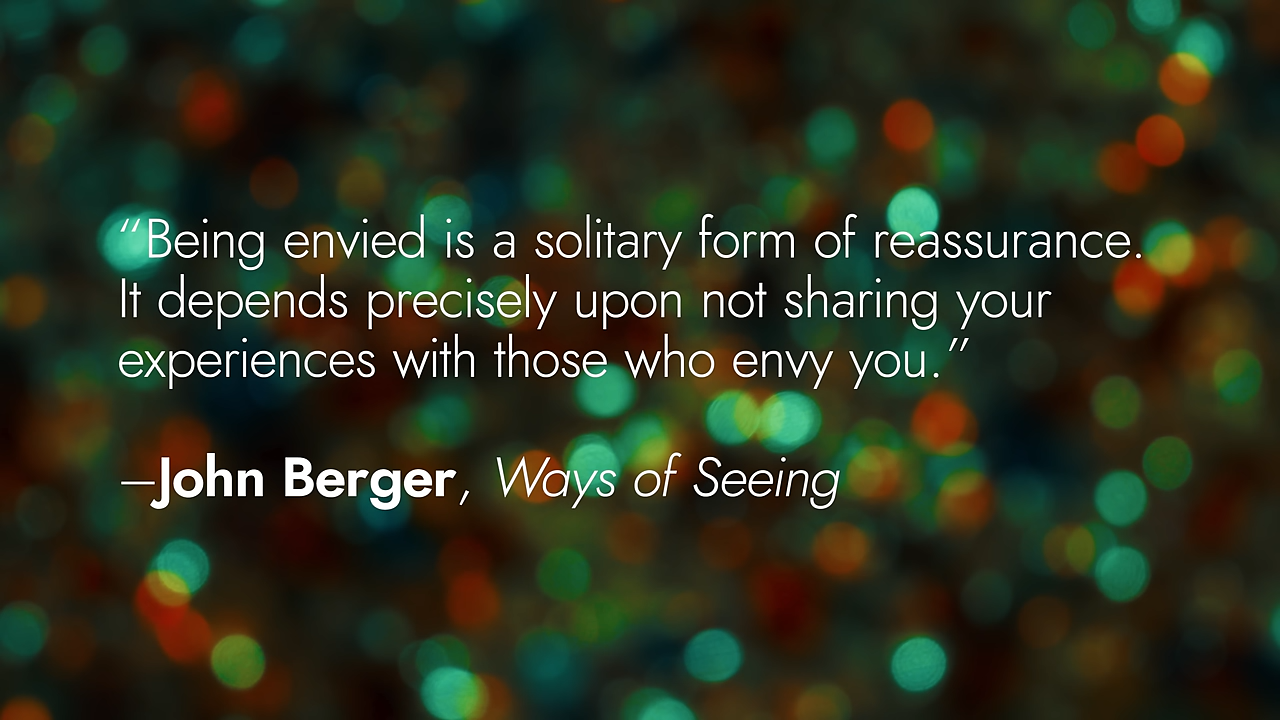 “Being envied is a solitary form of reassurance.
It depends precisely upon not sharing your
experiences with those who envy you.”
—John Berger, Ways of Seeing